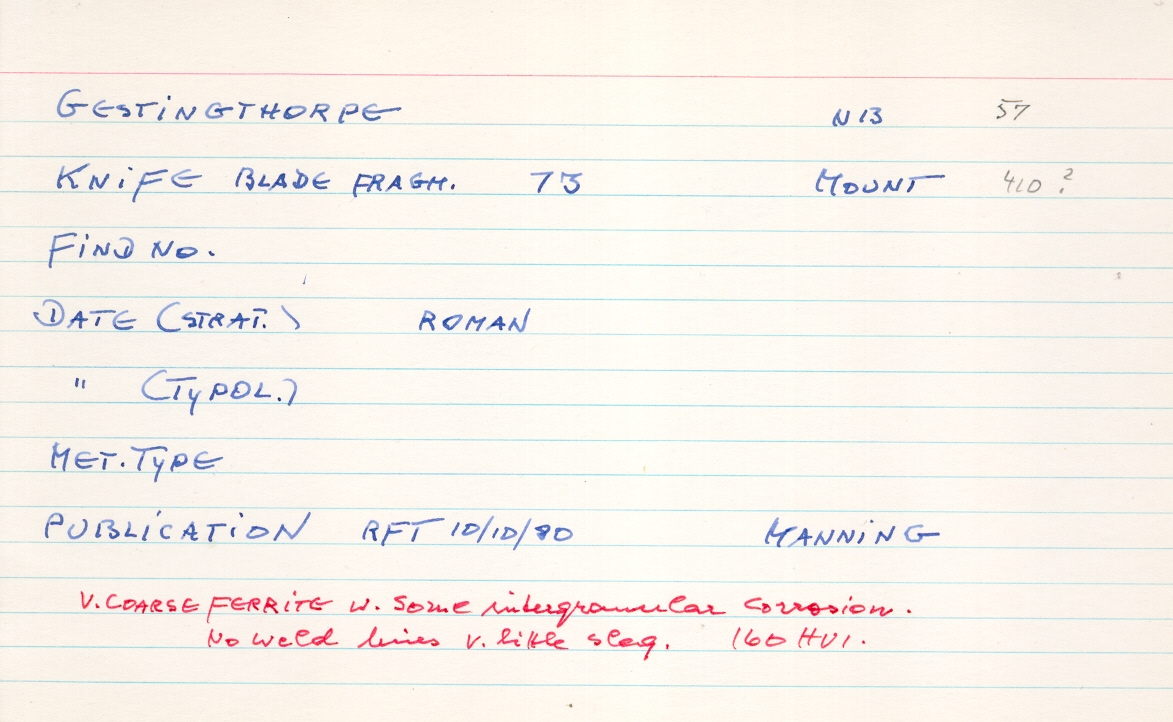 GESTINGTHORPE N13 57
KNIFE BLADE FRAGM. 73 MOUNT 410 ?
FIND NO.
DATE (STRAT.) ROMAN
" (TYPOL.)
MET. TYPE
PUBLICATION RFT 10/10/80 MANNING
V. COARSE FERRITE W. Some intergranular corrosion.
No weld lines V. little slag. 160 HV1.